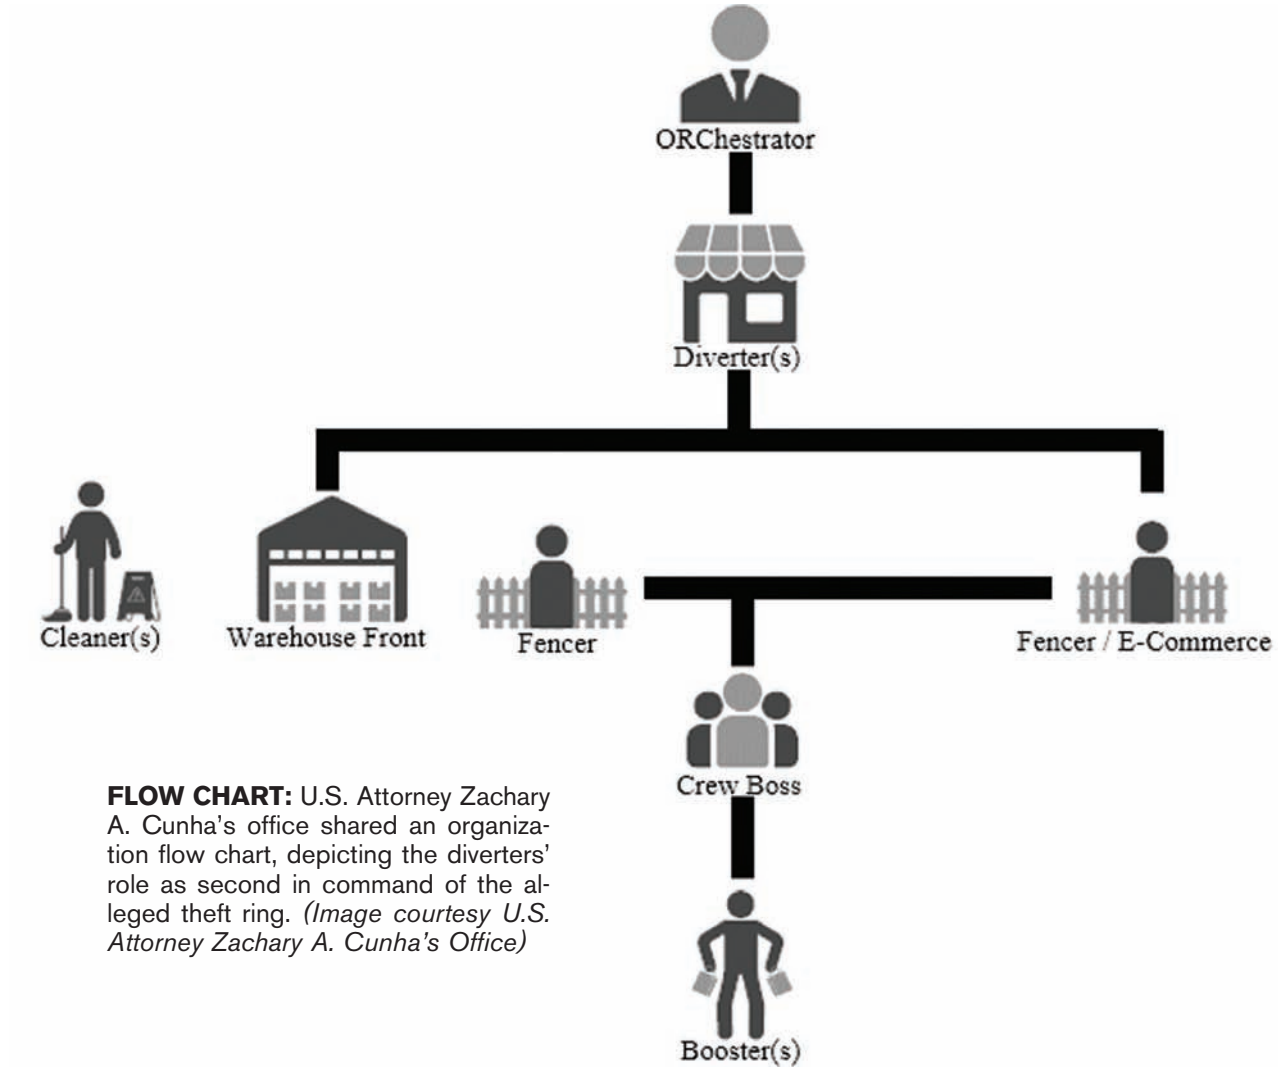 ORChestrator
Diverter(s)
Cleaner(s)
Warehouse Front
Fencer
Fencer / E-Commerce
Crew Boss
FLOW CHART: U.S. Attorney Zachary
A. Cunha's office shared an organiza-
tion flow chart, depicting the diverters'
role as second in command of the al-
leged theft ring. (Image courtesy U.S.
Attorney Zachary A. Cunha's Office)
Booster(s)